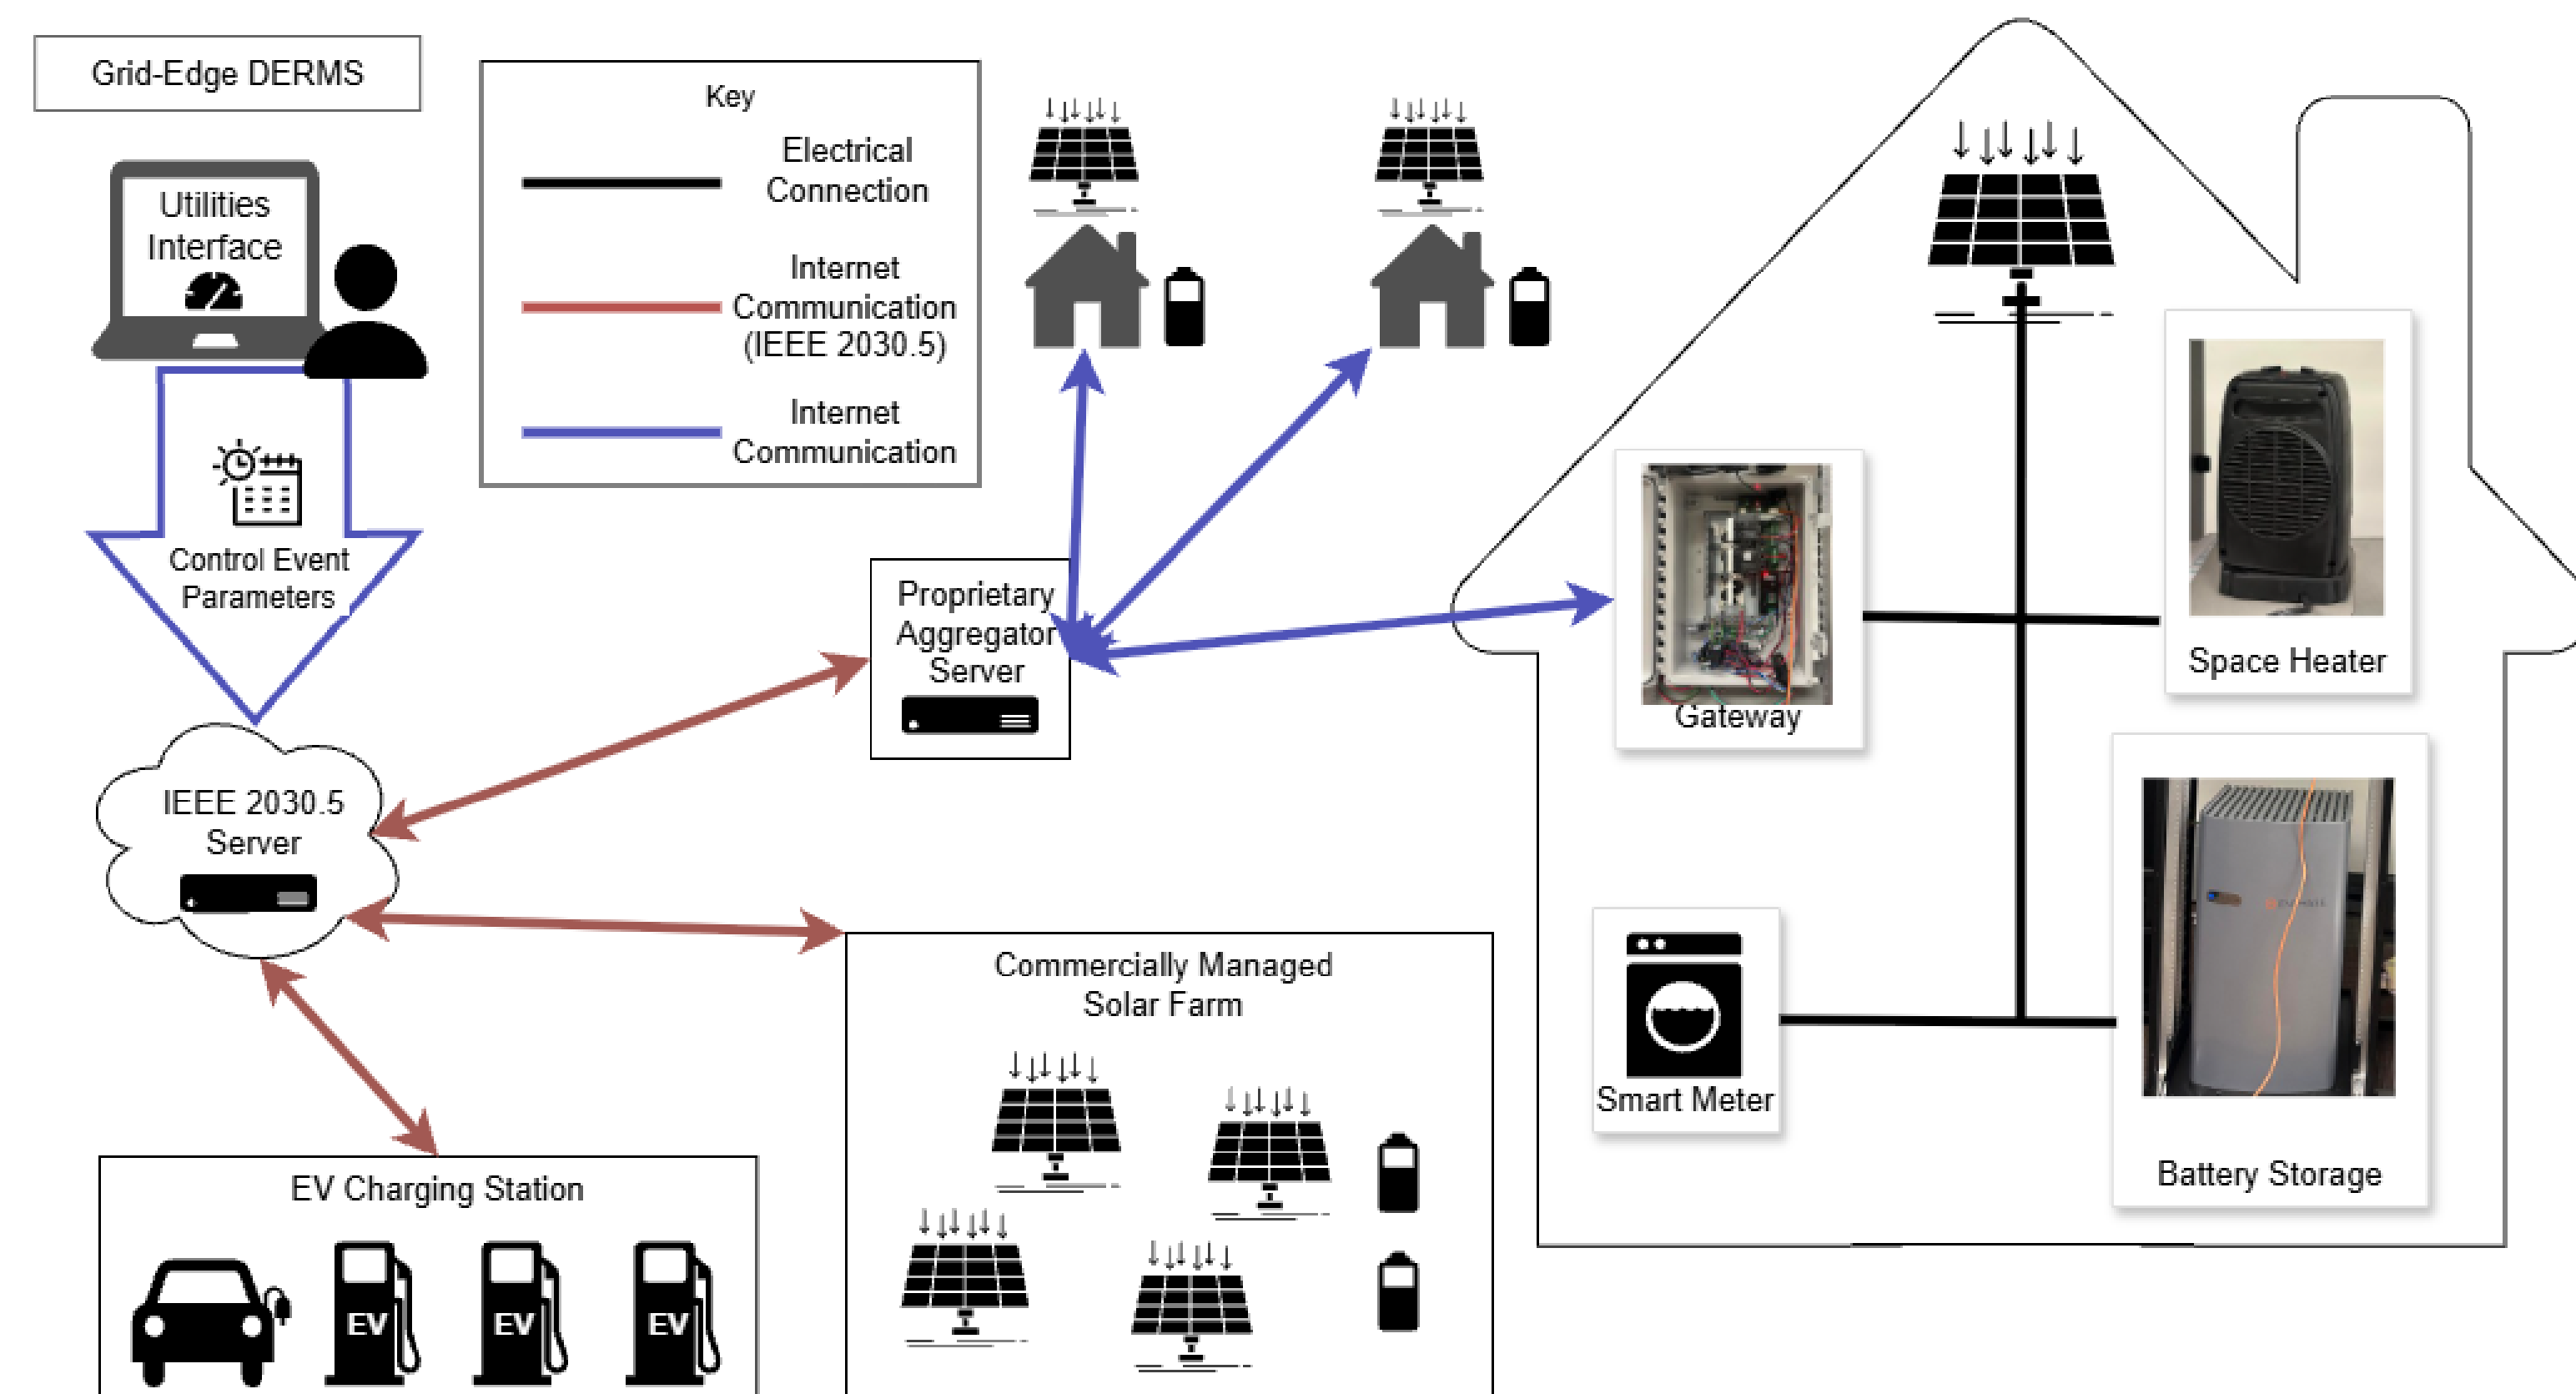 Grid-Edge DERMS
Utilities
Interface
Control Event
Parameters
Key
Electrical
Connection
Internet
Communication
(IEEE 2030.5)
Internet
Communication
Proprietary
Aggregator
Server
IEEE 2030.5
Server
Commercially Managed
Solar Farm
EV Charging Station
EV
EV
EV
Gateway
Space Heater
Smart Meter
Battery Storage